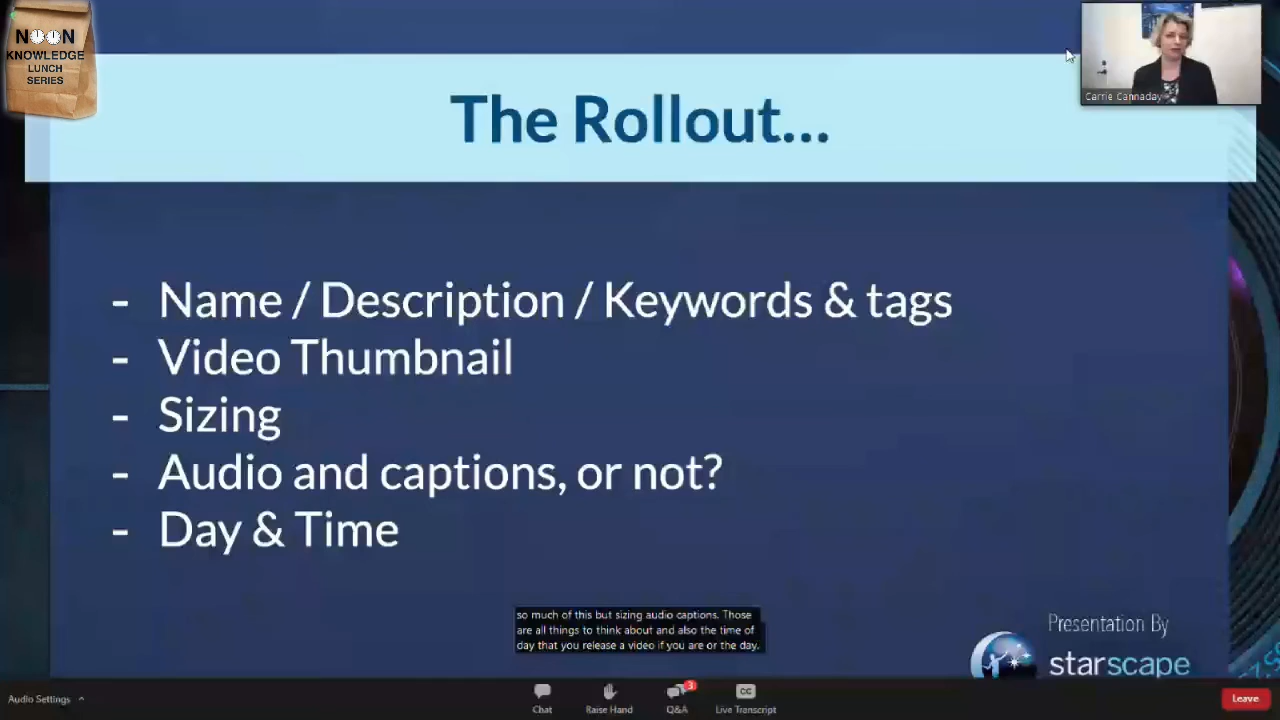 NOON
KNOWLEDGE
LUNCH
SERIES
Carrie Cannaday
The Rollout...
- Name / Description / Keywords & tags
- Video Thumbnail
- Sizing
- Audio and captions, or not?
- Day & Time
so much of this but sizing audio captions. Those
are all things to think about and also the time of
day that you release a video if you are or the day.
Presentation By
starscape
Audio Settings
Chat
Raise Hand
3
Q&A
CC
Live Transcript
Leave